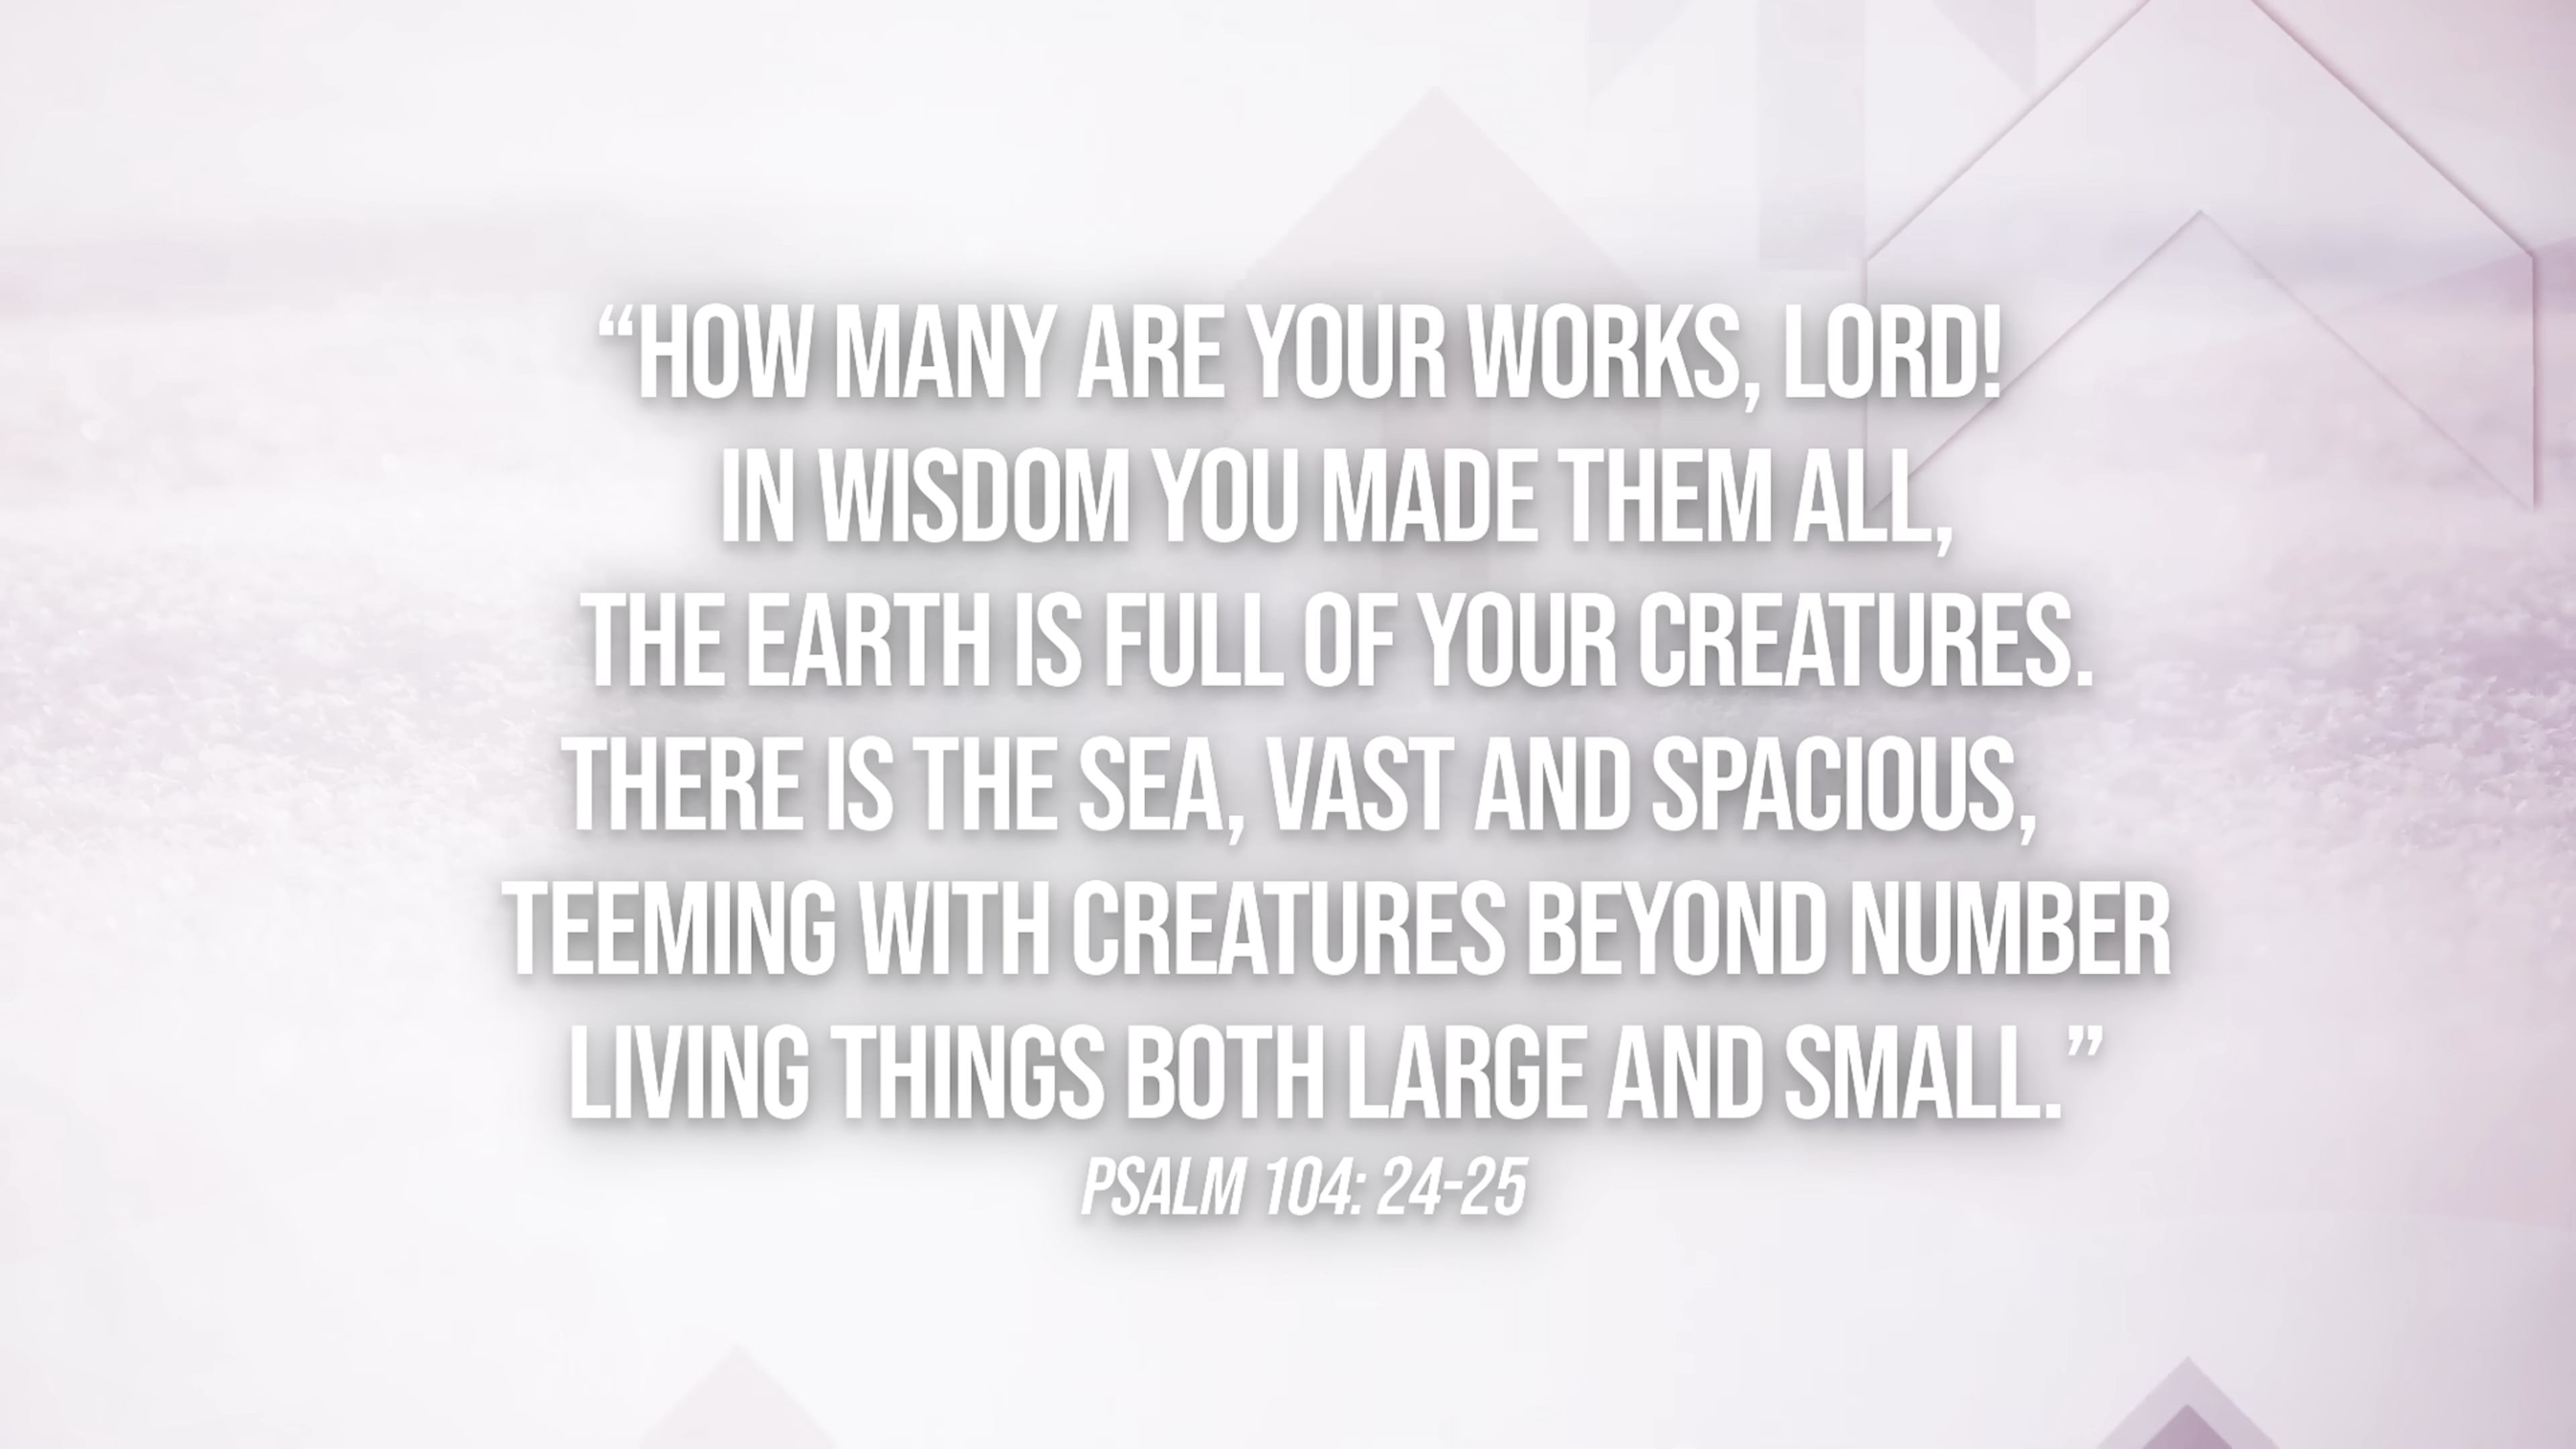 “HOW MANY ARE YOUR WORKS, LORD!
IN WISDOM YOU MADE THEM ALL,
THE EARTH IS FULL OF YOUR CREATURES.
THERE IS THE SEA, VAST AND SPACIOUS,
TEEMING WITH CREATURES BEYOND NUMBER
LIVING THINGS BOTH LARGE AND SMALL.”
PSALM 104: 24-25